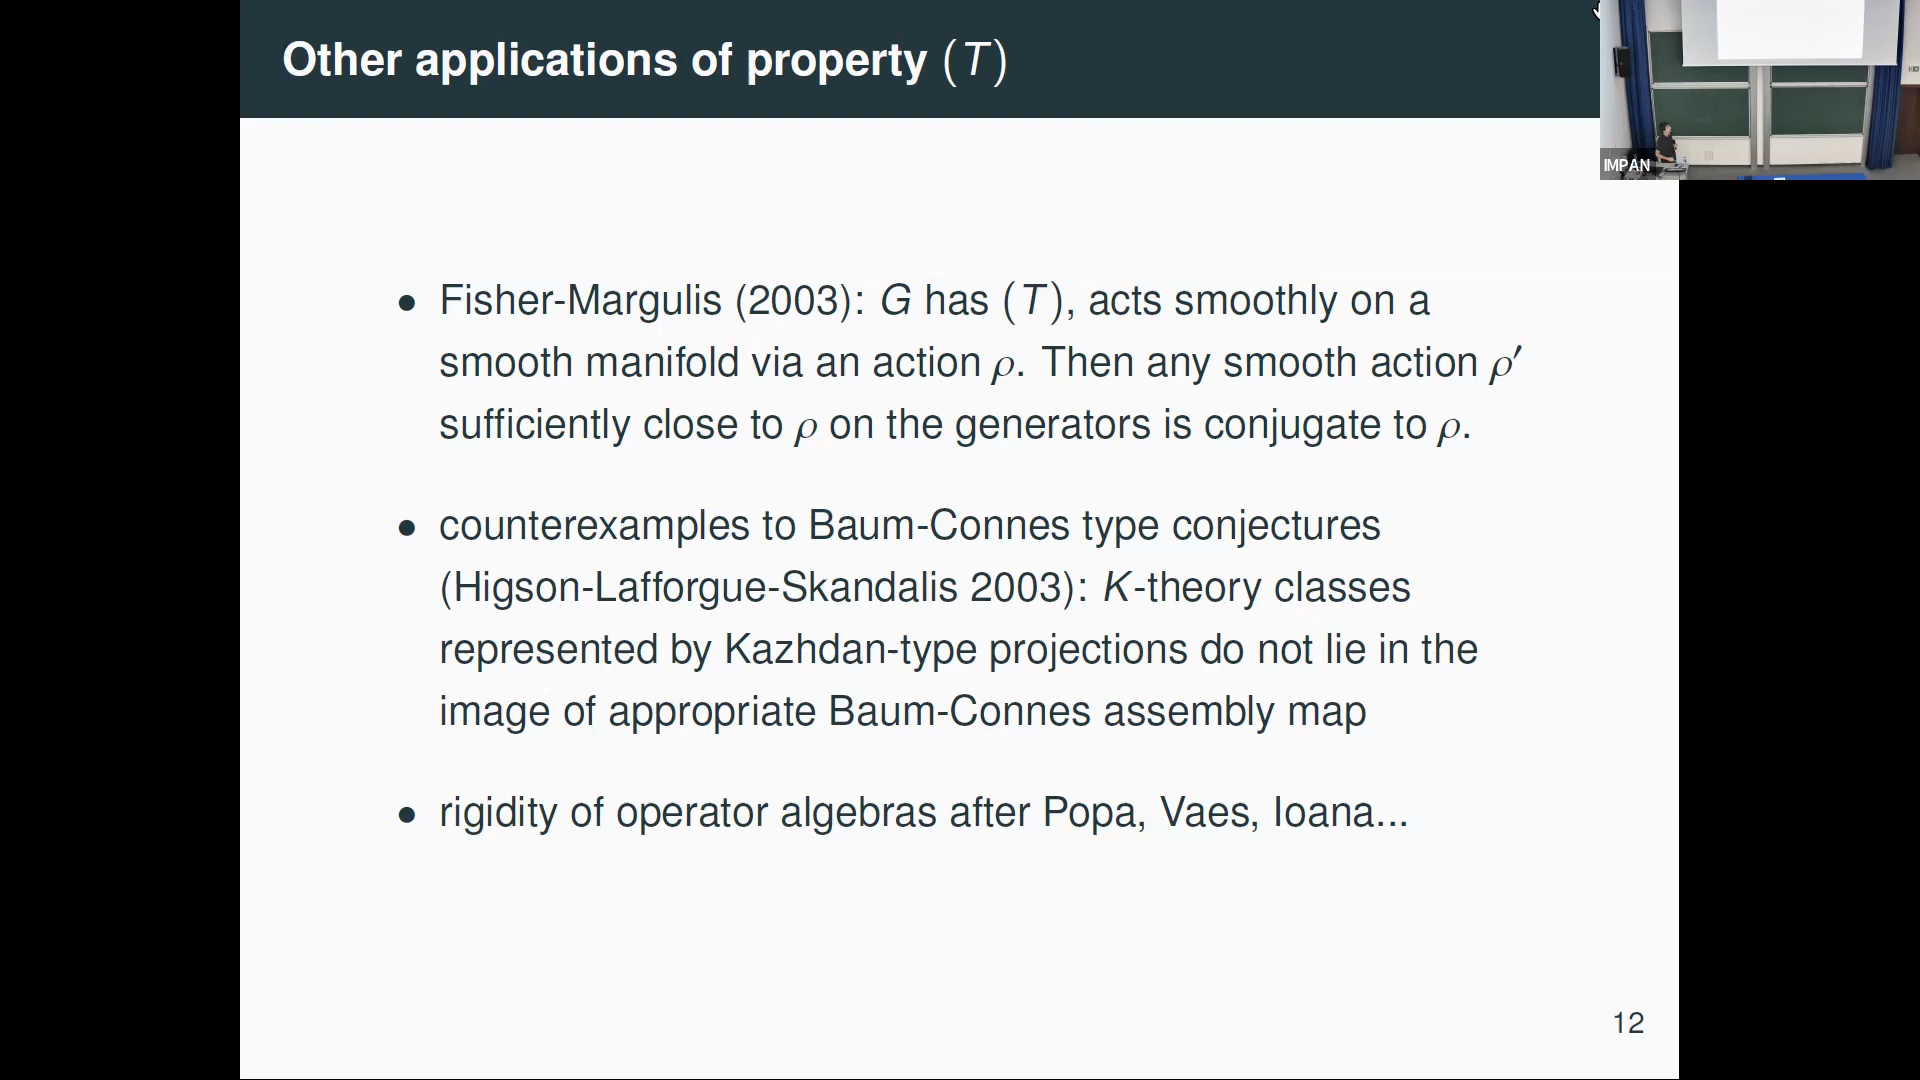 Other applications of property (T)
IMPAN
• Fisher-Margulis (2003): G has (T), acts smoothly on a
smooth manifold via an action ρ. Then any smooth action ρ′
sufficiently close to ρ on the generators is conjugate to ρ.
• counterexamples to Baum-Connes type conjectures
(Higson-Lafforgue-Skandalis 2003): K-theory classes
represented by Kazhdan-type projections do not lie in the
image of appropriate Baum-Connes assembly map
• rigidity of operator algebras after Popa, Vaes, Ioana...
12